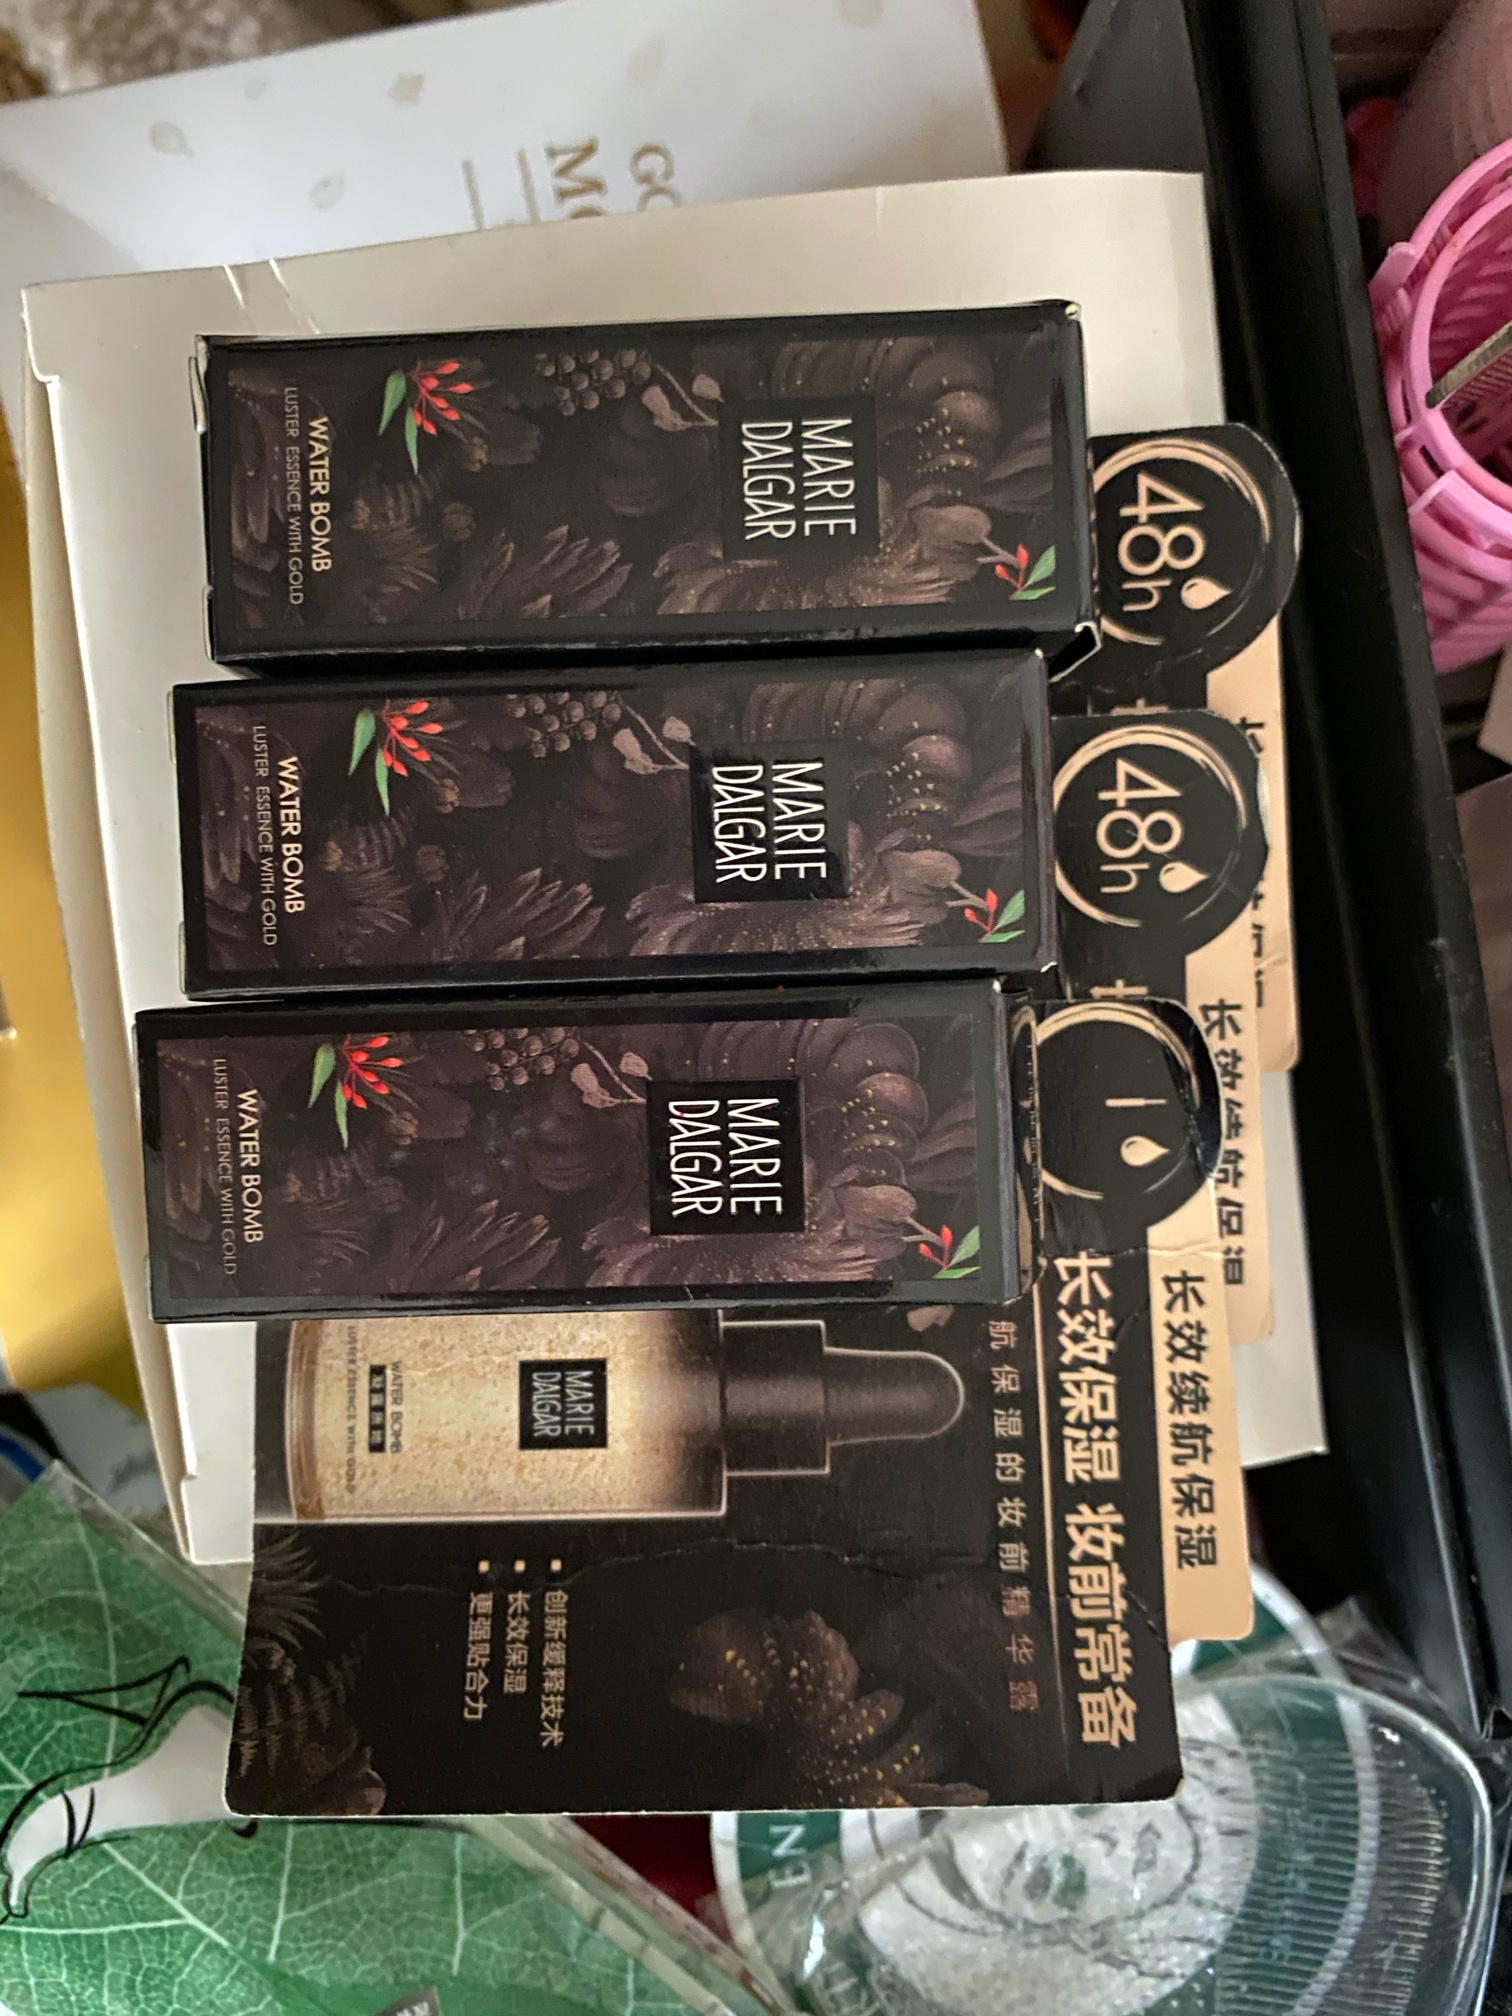 MARIE
DALGAR
WATER BOMB
LUSTER ESSENCE WITH GOLD
48h
MARIE
DALGAR
WATER BOMB
LUSTER ESSENCE WITH GOLD
48h
MARIE
DALGAR
WATER BOMB
LUSTER ESSENCE WITH GOLD
长效续航保湿
长效续航保湿
长效保湿 妆前常备
航保湿的妆前精华露
MARIE
DALGAR
WATER BOMB
LUSTER ESSENCE WITH GOLD
创新缓释技术
长效保湿
更强贴合力